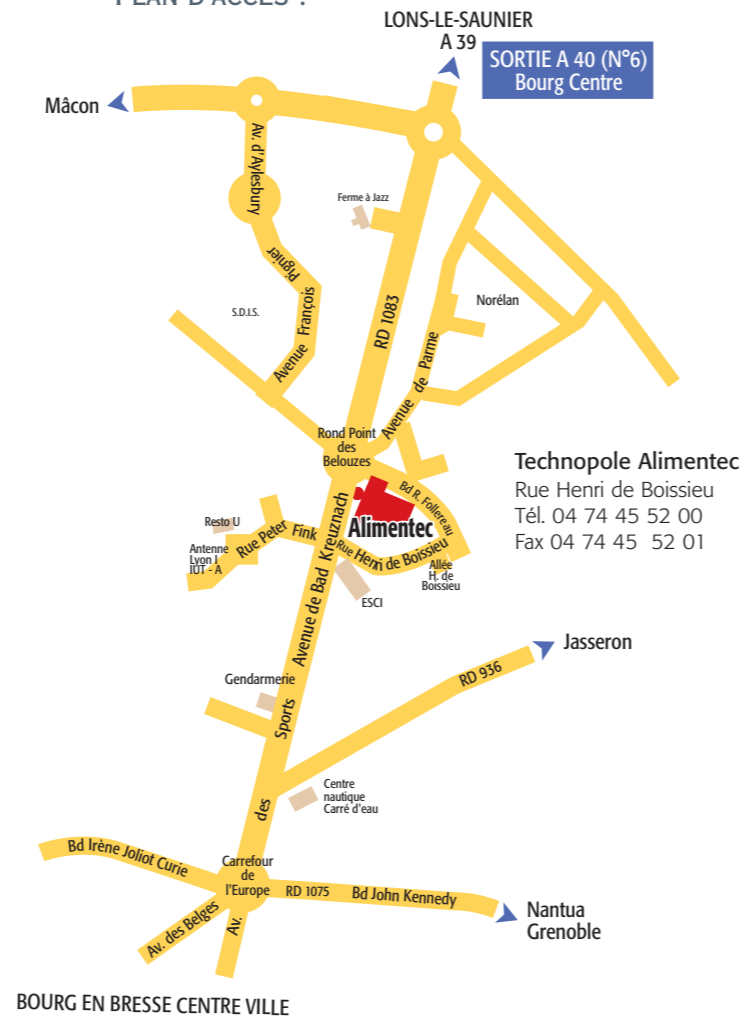 PLAN D'ACCÈS :
LONS-LE-SAUNIER
A 39
SORTIE A 40 (N°6)
Bourg Centre
Mâcon
Av. d'Aylesbury
Ferme à Jazz
Pignier
François
Avenue
S.D.I.S.
RD 1083
Norélan
Avenue de Parme
Rond Point
des
Belouzes
Technopole Alimentec
Rue Henri de Boissieu
Tél. 04 74 45 52 00
Fax 04 74 45 52 01
Bd R. Follereau
Alimentec
Resto U
Rue Peter Fink
Antenne
Lyon I
IUT - A
Rue Henri de Boissieu
Allée
H. de
Boissieu
ESCI
Avenue de Bad Kreuznach
Jasseron
RD 936
Gendarmerie
Sports
des
Av.
Centre
nautique
Carré d'eau
Bd Irène Joliot Curie
Carrefour
de
l'Europe
RD 1075
Bd John Kennedy
Nantua
Grenoble
Av. des Belges
BOURG EN BRESSE CENTRE VILLE